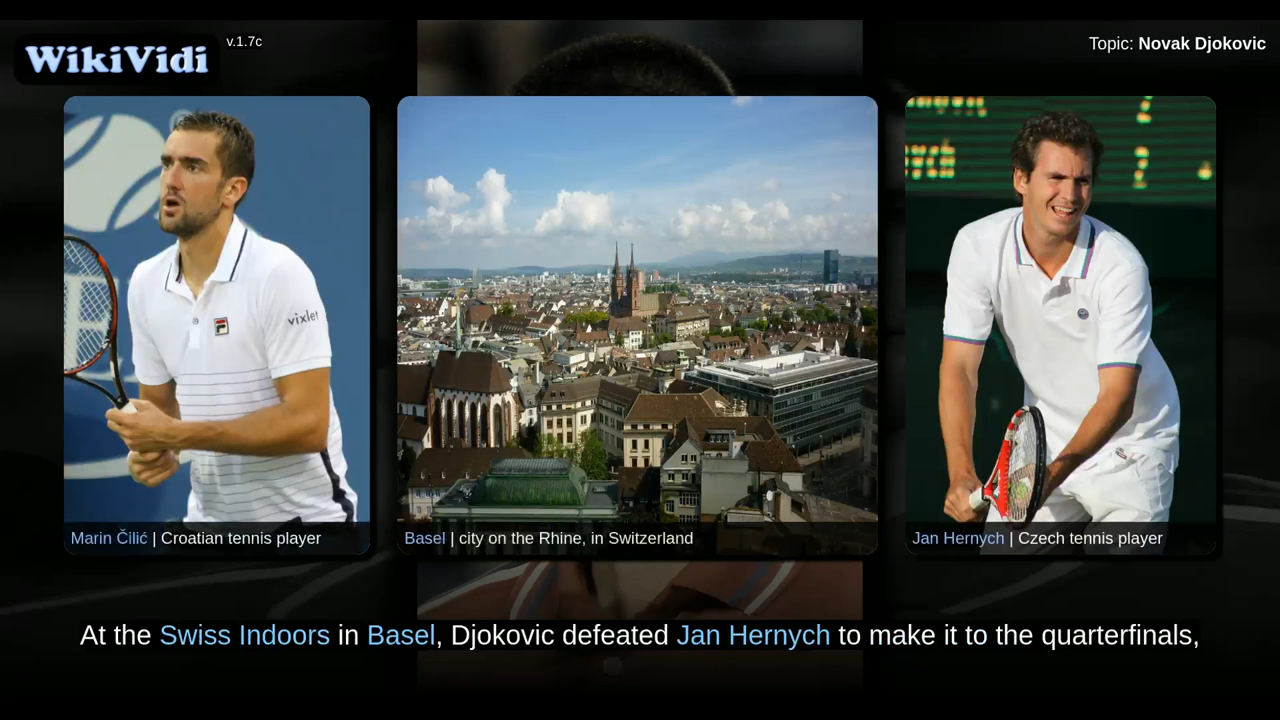 WikiVidi
v.1.7c
Topic: Novak Djokovic
vixlet
Marin Čilić | Croatian tennis player
Basel | city on the Rhine, in Switzerland
Jan Hernych | Czech tennis player
At the Swiss Indoors in Basel, Djokovic defeated Jan Hernych to make it to the quarterfinals,